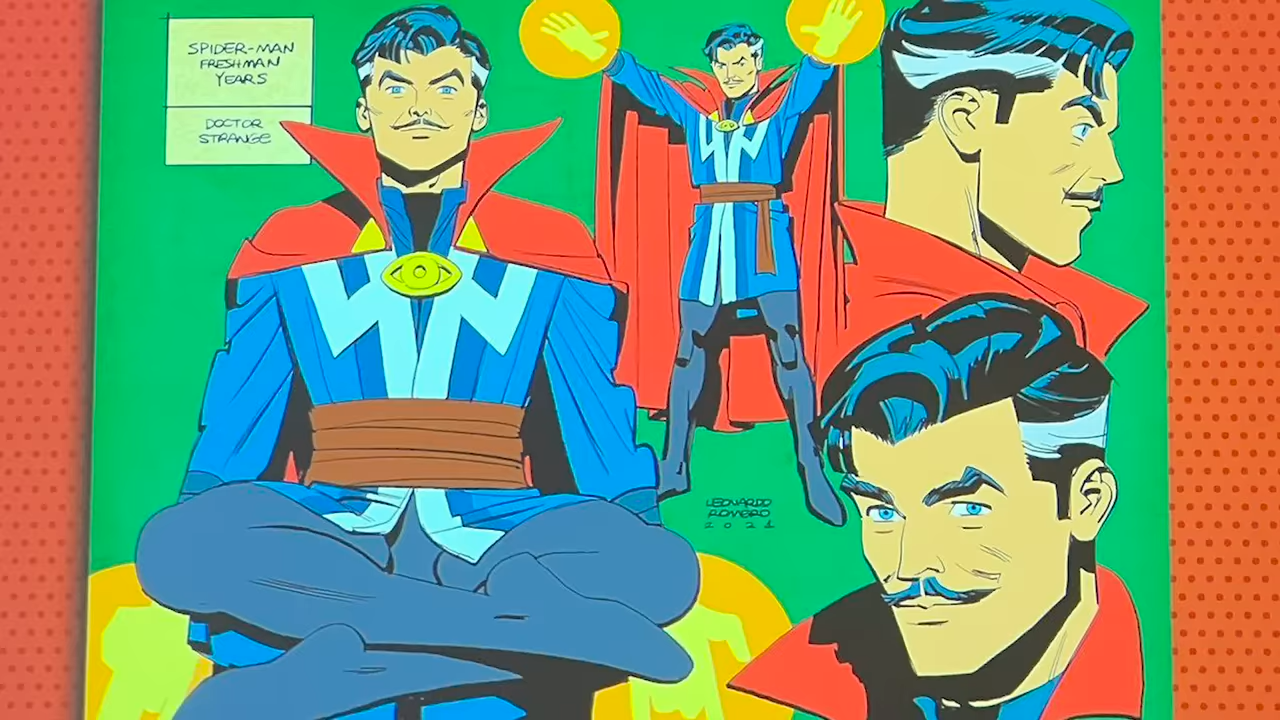 SPIDER-MAN
FRESHMAN
YEARS
DOCTOR
STRANGE
LEONARDO
ROMERO
2021